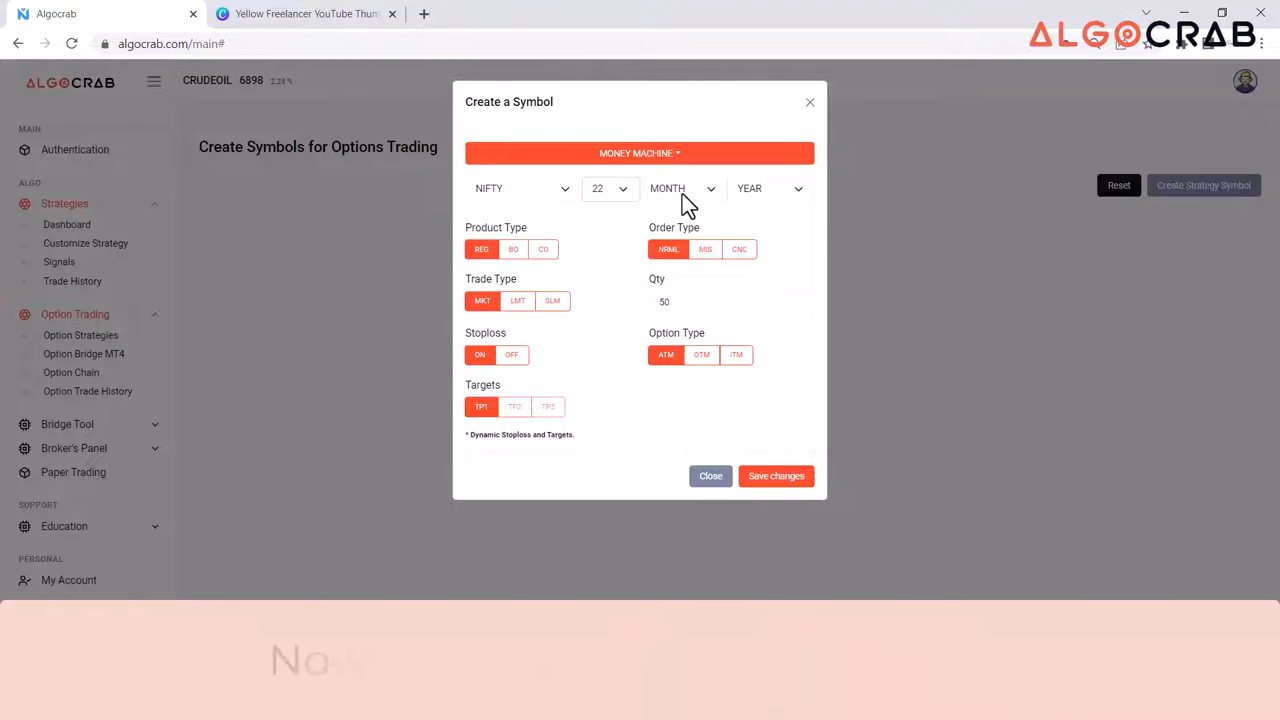 Algocrab
Yellow Freelancer YouTube Thum
algocrab.com/main#
ALGOCRAB
ALGOCRAB
CRUDEOIL 6898 2.28 %
Create a Symbol
MAIN
Authentication
Create Symbols for Options Trading
MONEY MACHINE
NIFTY 22 MONTH YEAR
Reset
Create Strategy Symbol
ALGO
Strategies
Dashboard
Customize Strategy
Signals
Trade History
Product Type
REG BO CO
Order Type
NRML MIS CNC
Trade Type
MKT LMT SLM
Qty
50
Option Trading
Option Strategies
Option Bridge MT4
Option Chain
Option Trade History
Stoploss
ON OFF
Option Type
ATM OTM ITM
Targets
TP1 TP2 TP3
* Dynamic Stoploss and Targets.
Bridge Tool
Broker's Panel
Paper Trading
Close
Save changes
SUPPORT
Education
PERSONAL
My Account
Now